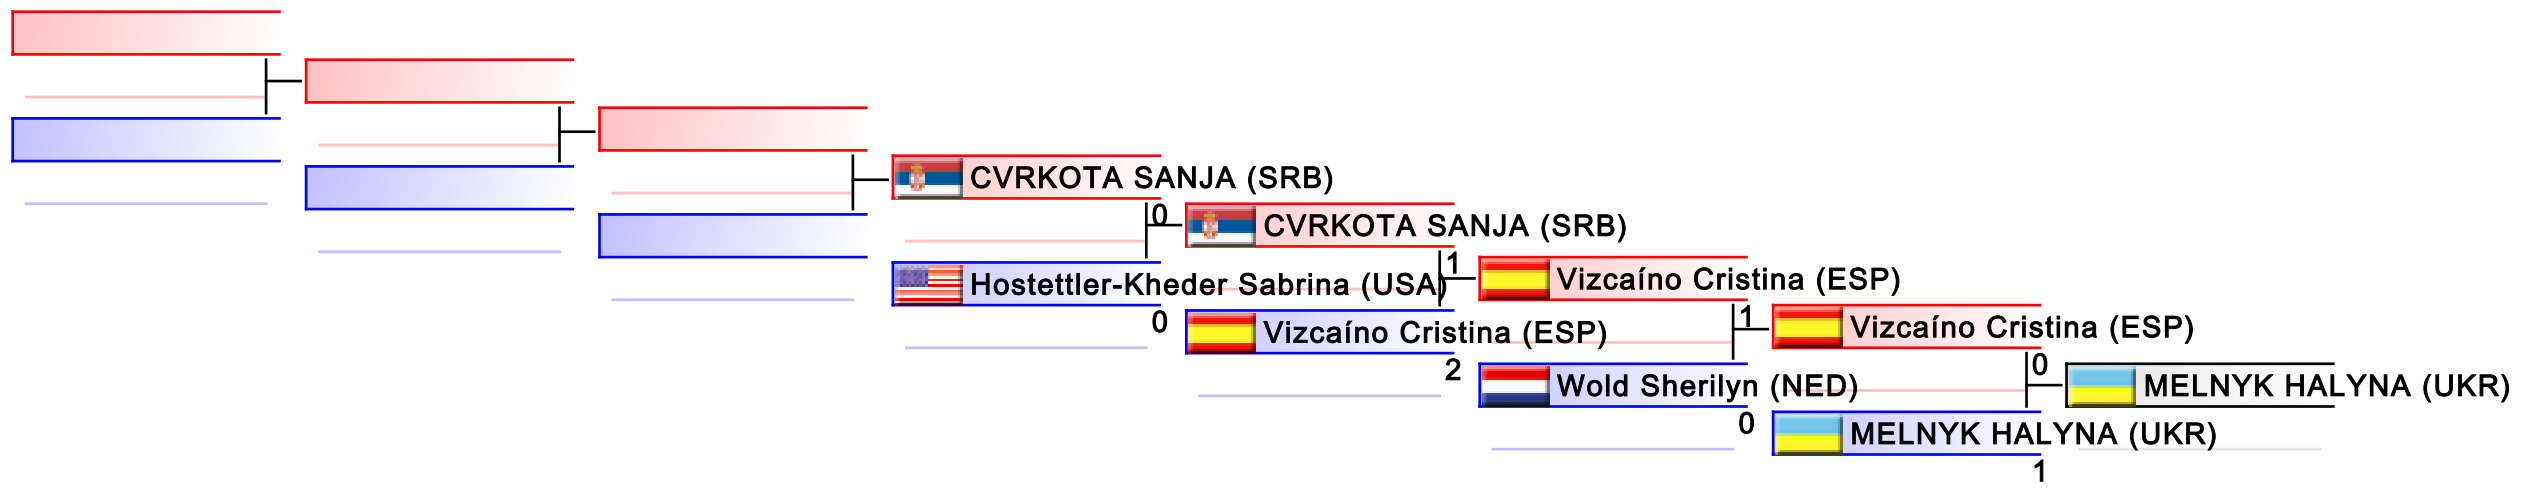 CVRKOTA SANJA (SRB)
0
Hostettler-Kheder Sabrina (USA)
0
CVRKOTA SANJA (SRB)
1
Vizcaíno Cristina (ESP)
2
Vizcaíno Cristina (ESP)
1
Wold Sherilyn (NED)
0
Vizcaíno Cristina (ESP)
0
MELNYK HALYNA (UKR)
1
MELNYK HALYNA (UKR)